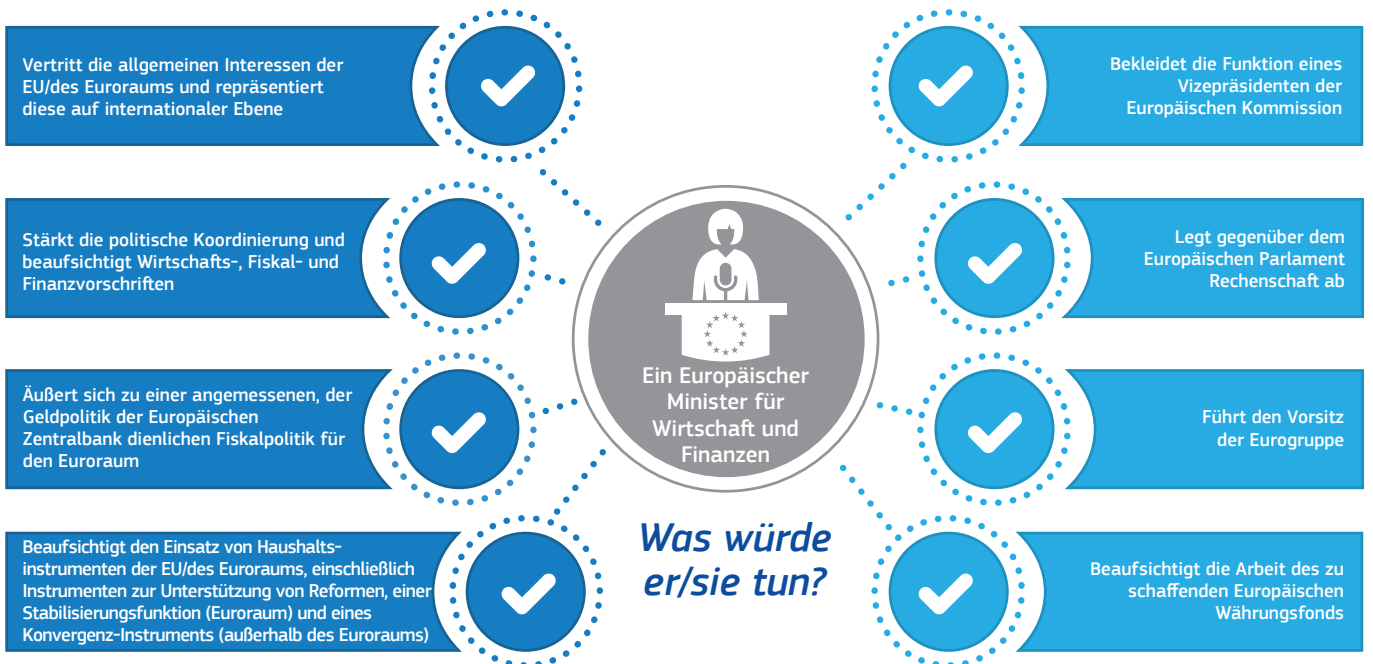 Vertritt die allgemeinen Interessen der
EU/des Euroraums und repräsentiert
diese auf internationaler Ebene
Stärkt die politische Koordinierung und
beaufsichtigt Wirtschafts-, Fiskal- und
Finanzvorschriften
Äußert sich zu einer angemessenen, der
Geldpolitik der Europäischen
Zentralbank dienlichen Fiskalpolitik für
den Euroraum
Beaufsichtigt den Einsatz von Haushalts-
instrumenten der EU/des Euroraums, einschließlich
Instrumenten zur Unterstützung von Reformen, einer
Stabilisierungsfunktion (Euroraum) und eines
Konvergenz-Instruments (außerhalb des Euroraums)
Ein Europäischer
Minister für
Wirtschaft und
Finanzen
Was würde
er/sie tun?
Bekleidet die Funktion eines
Vizepräsidenten der
Europäischen Kommission
Legt gegenüber dem
Europäischen Parlament
Rechenschaft ab
Führt den Vorsitz
der Eurogruppe
Beaufsichtigt die Arbeit des zu
schaffenden Europäischen
Währungsfonds